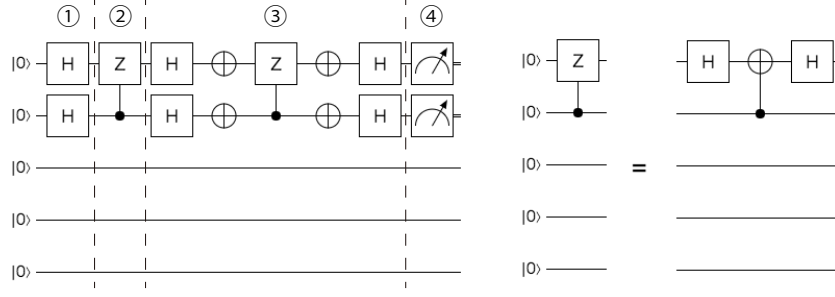 ① ② ③ ④
|0⟩ H Z H Z H |0⟩ Z H H
|0⟩ H H H |0⟩
|0⟩ |0⟩ =
|0⟩ |0⟩
|0⟩ |0⟩